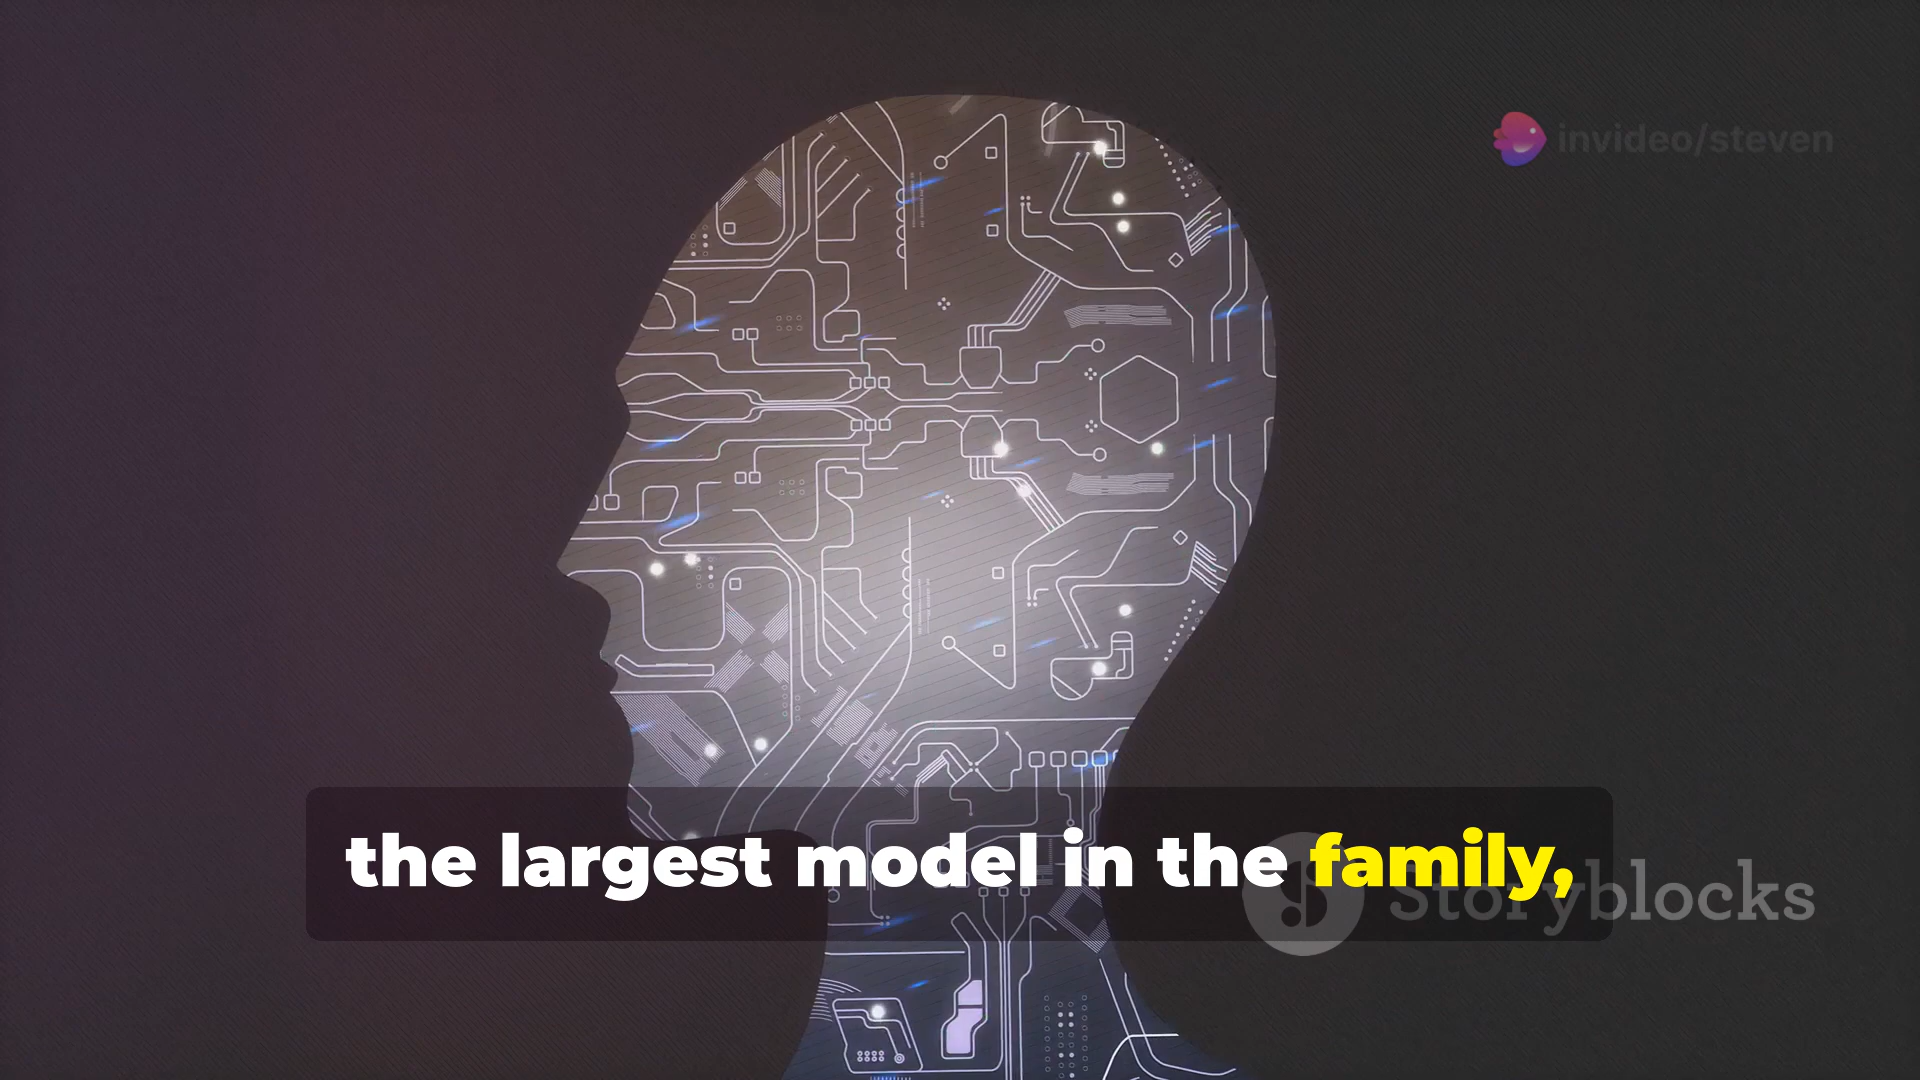 invideo/steven
the largest model in the family,
Storyblocks